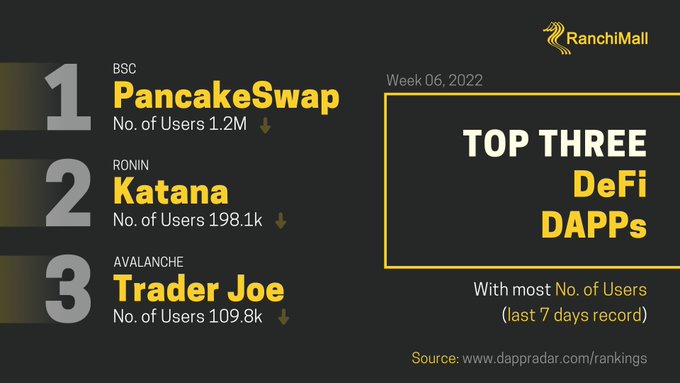 RanchiMall
1
BSC
PancakeSwap
No. of Users 1.2M
2
RONIN
Katana
No. of Users 198.1k
3
AVALANCHE
Trader Joe
No. of Users 109.8k
Week 06, 2022
TOP THREE
DeFi
DAPPs
With most No. of Users
(last 7 days record)
Source: www.dappradar.com/rankings